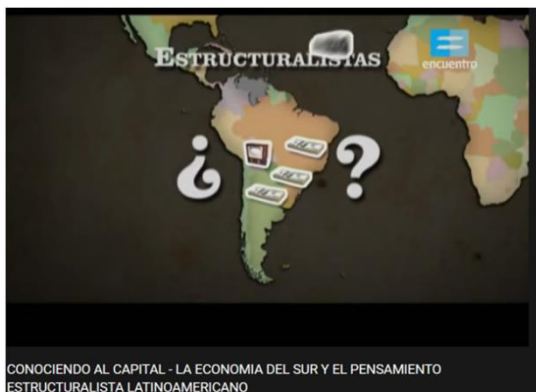 ESTRUCTURALISTAS
encuentro
¿ ?
CONOCIENDO AL CAPITAL - LA ECONOMIA DEL SUR Y EL PENSAMIENTO
ESTRUCTURALISTA LATINOAMERICANO